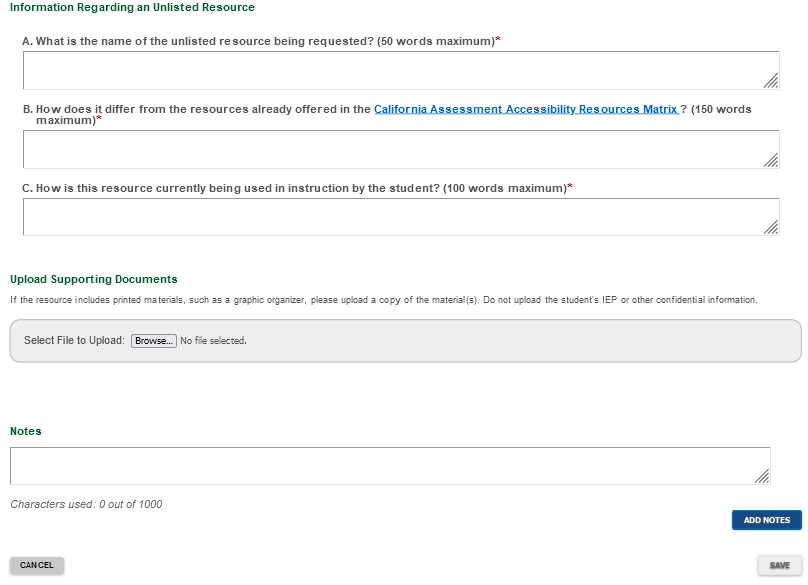 Information Regarding an Unlisted Resource
A. What is the name of the unlisted resource being requested? (50 words maximum)*
B. How does it differ from the resources already offered in the California Assessment Accessibility Resources Matrix ? (150 words
maximum)*
C. How is this resource currently being used in instruction by the student? (100 words maximum)*
Upload Supporting Documents
If the resource includes printed materials, such as a graphic organizer, please upload a copy of the material(s). Do not upload the student's IEP or other confidential information.
Select File to Upload: Browse... No file selected.
Notes
Characters used: 0 out of 1000
ADD NOTES
CANCEL SAVE